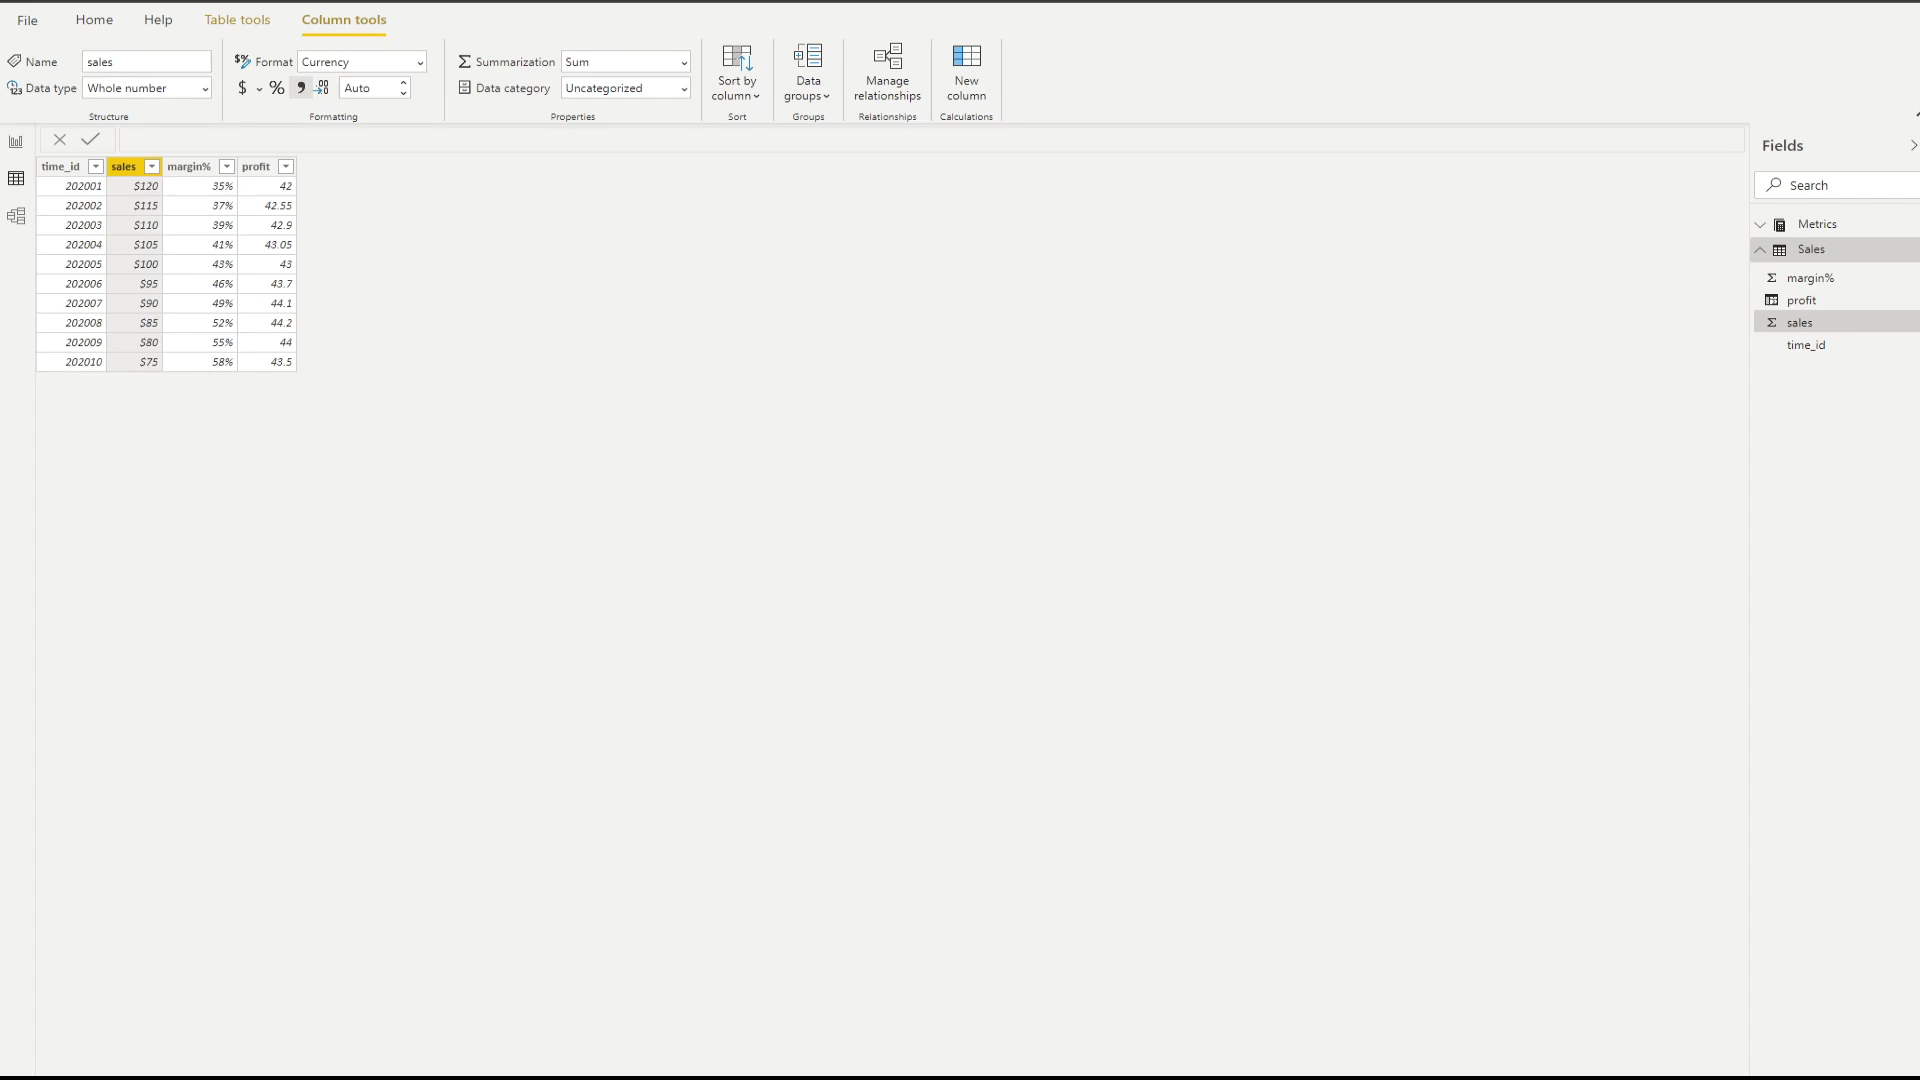 File Home Help Table tools Column tools
Name sales $% Format Currency Summarization Sum
Data type Whole number $ % Auto Data category Uncategorized
Sort by column Data groups Manage relationships New column
Structure Formatting Properties Sort Groups Relationships Calculations
Fields
Search
Metrics
Sales
margin%
profit
sales
time_id
time_id sales margin% profit
202001 $120 35% 42
202002 $115 37% 42.55
202003 $110 39% 42.9
202004 $105 41% 43.05
202005 $100 43% 43
202006 $95 46% 43.7
202007 $90 49% 44.1
202008 $85 52% 44.2
202009 $80 55% 44
202010 $75 58% 43.5